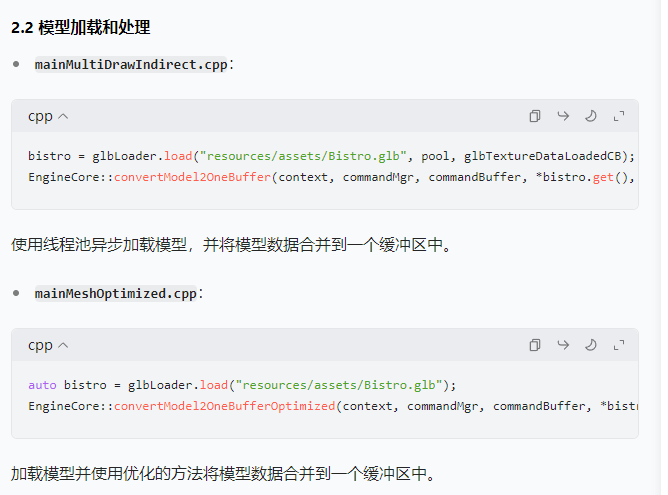 2.2 模型加载和处理
mainMultiDrawIndirect.cpp：
cpp
bistro = glbLoader.load("resources/assets/Bistro.glb", pool, glbTextureDataLoadedCB);
EngineCore::convertModel2OneBuffer(context, commandMgr, commandBuffer, *bistro.get(),
使用线程池异步加载模型，并将模型数据合并到一个缓冲区中。
mainMeshOptimized.cpp：
cpp
auto bistro = glbLoader.load("resources/assets/Bistro.glb");
EngineCore::convertModel2OneBufferOptimized(context, commandMgr, commandBuffer, *bist
加载模型并使用优化的方法将模型数据合并到一个缓冲区中。